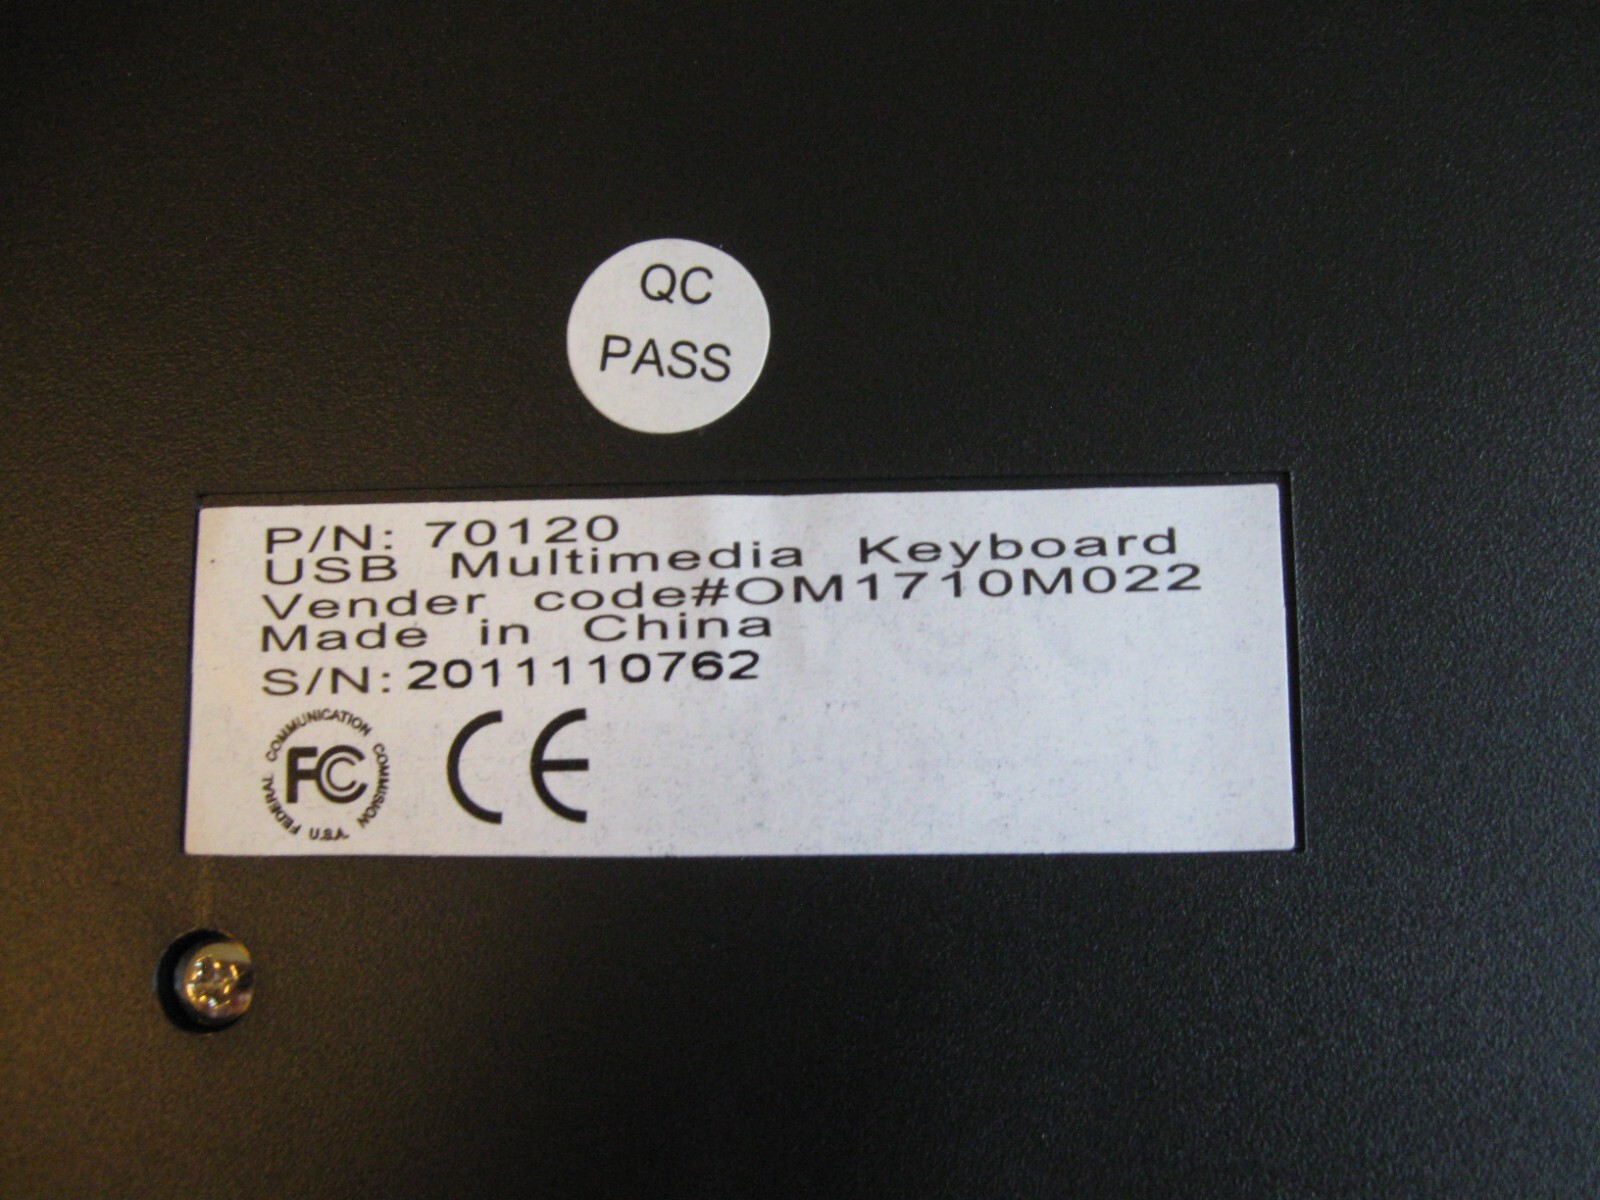 QC
PASS
P/N: 70120
USB Multimedia Keyboard
Vender code#OM1710M022
Made in China
S/N: 2011110762
FEDERAL COMMUNICATION COMMISSION U.S.A.
FC
CE